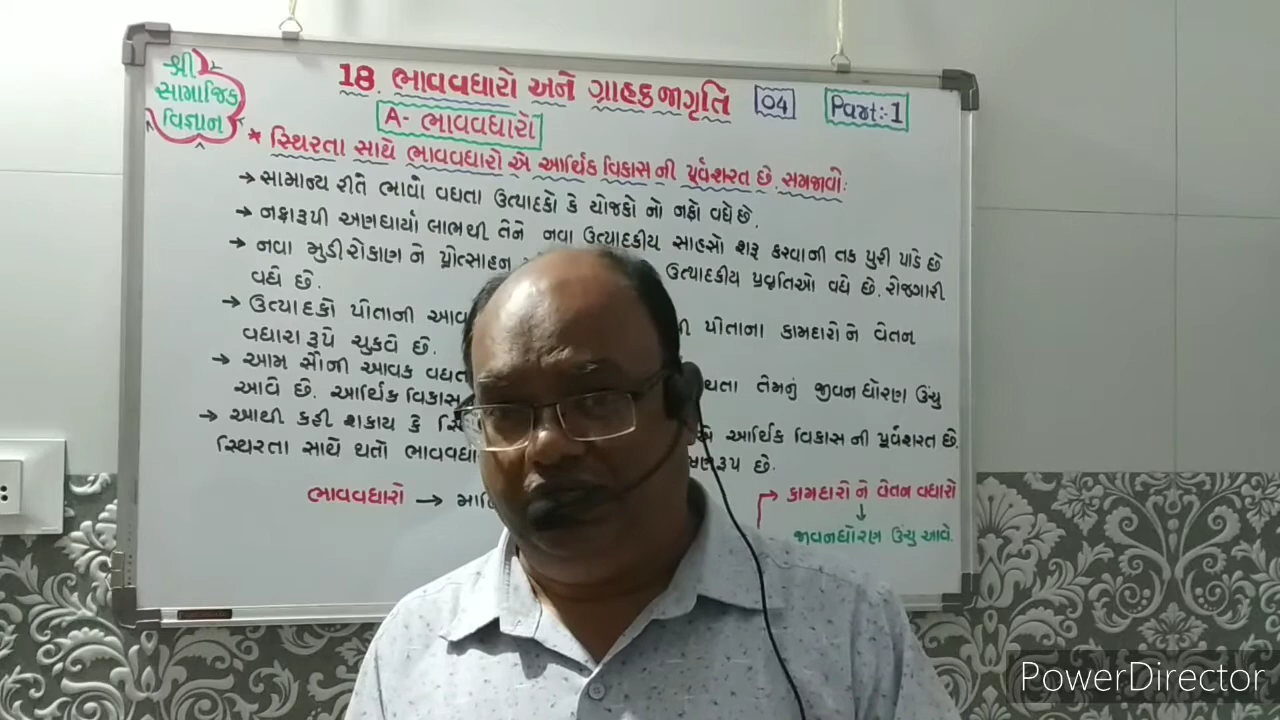 શ્રી
સામાજિક
વિજ્ઞાન
18. ભાવવધારો અને ગ્રાહકજાગૃતિ 04 Part:-1
A- ભાવવધારો
* સ્થિરતા સાથે ભાવવધારો એ આર્થિક વિકાસ ની પૂર્વશરત છે. સમજાવો:
→ સામાન્ય રીતે ભાવો વધતા ઉત્પાદકો કે યોજકો નો નફો વધે છે.
→ નફારૂપી અણધાર્યા લાભથી તેને નવા ઉત્પાદકીય સાહસો શરૂ કરવાની તક પુરી પાડે છે
→ નવા મુડીરોકાણ ને પ્રોત્સાહન ઉત્પાદકીય પ્રવૃતિઓ વધે છે. રોજગારી
વધે છે.
→ ઉત્પાદકો પોતાની આવ ી પોતાના કામદારોને વેતન
વધારા રૂપે ચુકવે છે.
→ આમ સૌની આવક વધતા થતા તેમનું જીવન ધોરણ ઉંચુ
આવે છે. આર્થિક વિકાસ
→ આથી કહી શકાય કે સ્થિ એ આર્થિક વિકાસ ની પૂર્વશરત છે.
સ્થિરતા સાથે થતો ભાવવધા ણરૂપ છે.
ભાવવધારો → → કામદારો ને વેતન વધારો
↓
જીવનધોરણ ઉંચુ આવે.
PowerDirector